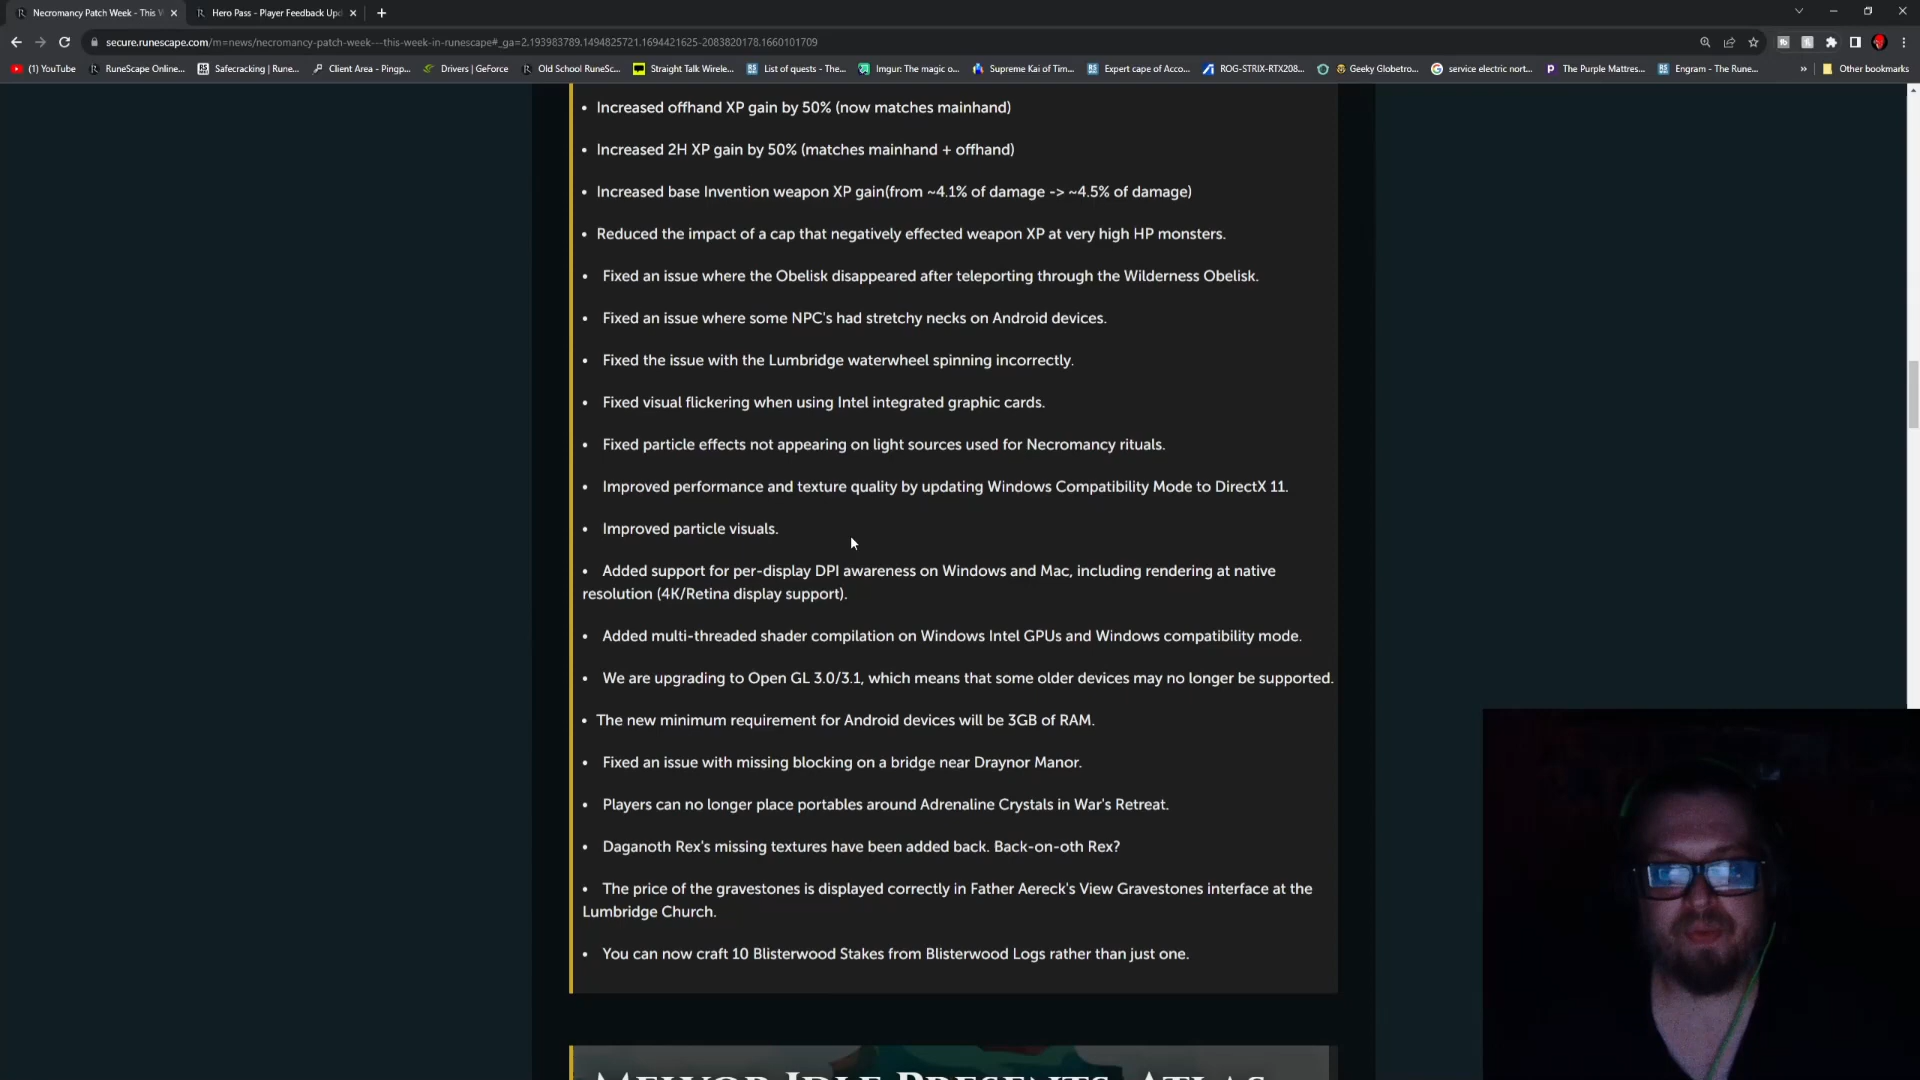 Necromancy Patch Week - This W
Hero Pass - Player Feedback Upd
secure.runescape.com/m=news/necromancy-patch-week---this-week-in-runescape#_ga=2.193983789.1494825721.1694421625-2083820178.1660101709
(1) YouTube
RuneScape Online...
Safecracking | Rune...
Client Area - Pingp...
Drivers | GeForce
Old School RuneSc...
Straight Talk Wirele...
List of quests - The...
Imgur: The magic o...
Supreme Kai of Tim...
Expert cape of Acco...
ROG-STRIX-RTX208...
Geeky Globetro...
service electric nort...
The Purple Mattres...
Engram - The Rune...
Other bookmarks
• Increased offhand XP gain by 50% (now matches mainhand)
• Increased 2H XP gain by 50% (matches mainhand + offhand)
• Increased base Invention weapon XP gain(from ~4.1% of damage -> ~4.5% of damage)
• Reduced the impact of a cap that negatively effected weapon XP at very high HP monsters.
• Fixed an issue where the Obelisk disappeared after teleporting through the Wilderness Obelisk.
• Fixed an issue where some NPC's had stretchy necks on Android devices.
• Fixed the issue with the Lumbridge waterwheel spinning incorrectly.
• Fixed visual flickering when using Intel integrated graphic cards.
• Fixed particle effects not appearing on light sources used for Necromancy rituals.
• Improved performance and texture quality by updating Windows Compatibility Mode to DirectX 11.
• Improved particle visuals.
• Added support for per-display DPI awareness on Windows and Mac, including rendering at native
resolution (4K/Retina display support).
• Added multi-threaded shader compilation on Windows Intel GPUs and Windows compatibility mode.
• We are upgrading to Open GL 3.0/3.1, which means that some older devices may no longer be supported.
• The new minimum requirement for Android devices will be 3GB of RAM.
• Fixed an issue with missing blocking on a bridge near Draynor Manor.
• Players can no longer place portables around Adrenaline Crystals in War's Retreat.
• Daganoth Rex's missing textures have been added back. Back-on-oth Rex?
• The price of the gravestones is displayed correctly in Father Aereck's View Gravestones interface at the
Lumbridge Church.
• You can now craft 10 Blisterwood Stakes from Blisterwood Logs rather than just one.
MELVOR IDLE PRESENTS: ATLAS